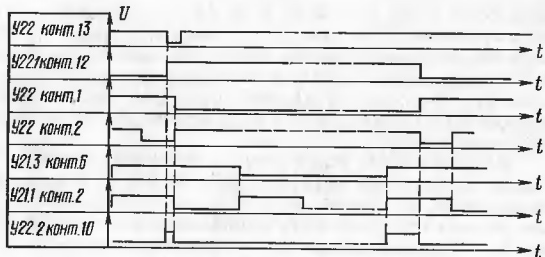 U
У22 конт.13
t
У22.1 конт.12
t
У22 конт.1
t
У22 конт.2
t
У21.3 конт.6
t
У21.1 конт.2
t
У22.2 конт.10
t